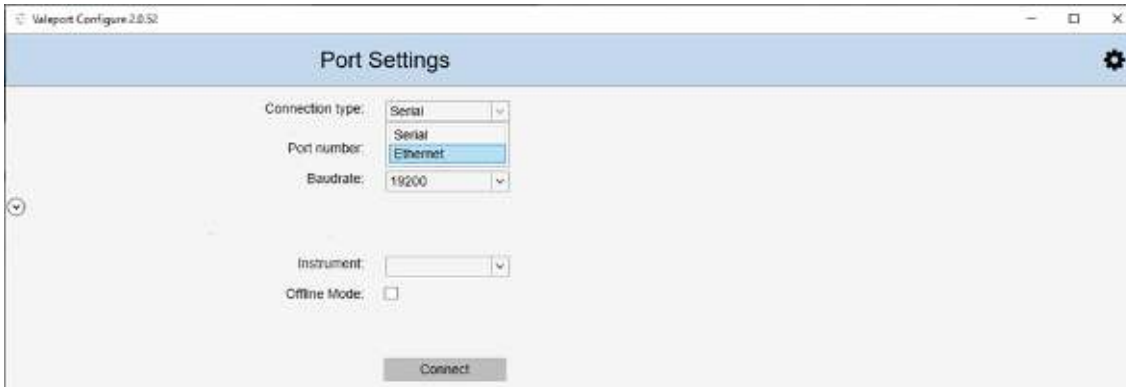 Valeport Configure 2.0.52
Port Settings
Connection type: Serial
Serial
Port number: Ethernet
Baudrate: 19200
Instrument:
Offline Mode:
Connect